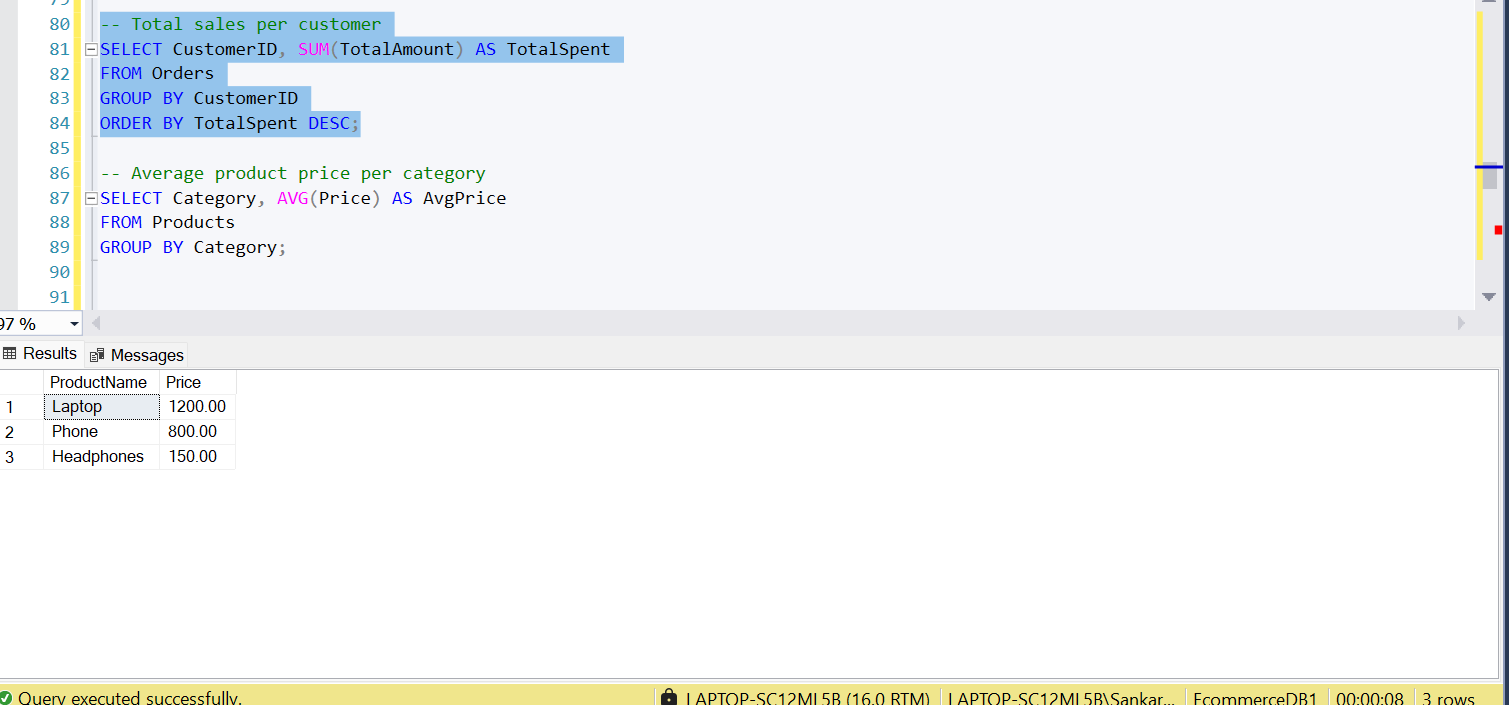 79
80 -- Total sales per customer
81 SELECT CustomerID, SUM(TotalAmount) AS TotalSpent
82 FROM Orders
83 GROUP BY CustomerID
84 ORDER BY TotalSpent DESC;
85
86 -- Average product price per category
87 SELECT Category, AVG(Price) AS AvgPrice
88 FROM Products
89 GROUP BY Category;
90
91
97 %
Results Messages
ProductName Price
1 Laptop 1200.00
2 Phone 800.00
3 Headphones 150.00
Query executed successfully. LAPTOP-SC12ML5B (16.0 RTM) LAPTOP-SC12ML5B\Sankar... EcommerceDB1 00:00:08 3 rows